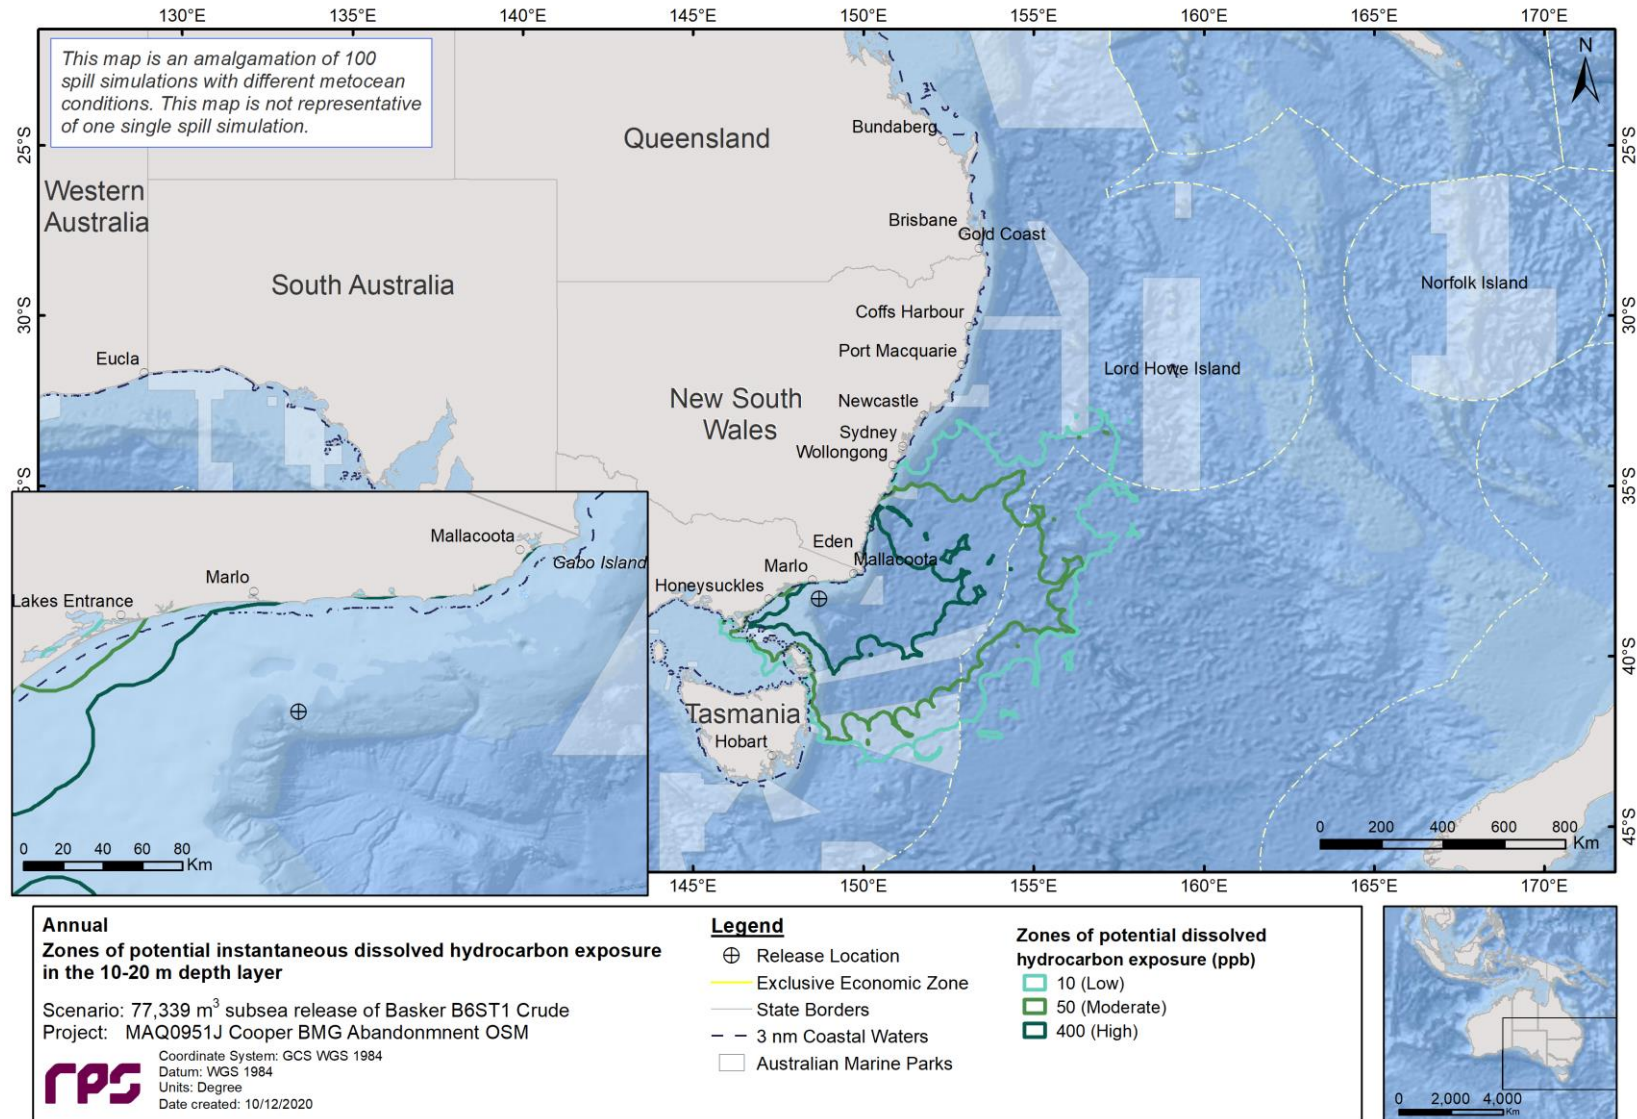 130°E 135°E 140°E 145°E 150°E 155°E 160°E 165°E 170°E
This map is an amalgamation of 100
spill simulations with different metocean
conditions. This map is not representative
of one single spill simulation.
N
25°S
25°S
Queensland
Bundaberg
Western
Australia
Brisbane
Gold Coast
South Australia
Norfolk Island
30°S
30°S
Coffs Harbour
Port Macquarie
Eucla
Lord Howe Island
New South
Wales
Newcastle
Sydney
Wollongong
35°S
35°S
Eden
Mallacoota
Marlo
Honeysuckles
40°S
Tasmania
Hobart
45°S
Mallacoota
Gabo Island
Marlo
Lakes Entrance
0 20 40 60 80
Km
0 200 400 600 800
Km
145°E 150°E 155°E 160°E 165°E 170°E
Annual
Zones of potential instantaneous dissolved hydrocarbon exposure
in the 10-20 m depth layer
Scenario: 77,339 m³ subsea release of Basker B6ST1 Crude
Project: MAQ0951J Cooper BMG Abandonmnent OSM
rps
Coordinate System: GCS WGS 1984
Datum: WGS 1984
Units: Degree
Date created: 10/12/2020
Legend
Release Location
Exclusive Economic Zone
State Borders
3 nm Coastal Waters
Australian Marine Parks
Zones of potential dissolved
hydrocarbon exposure (ppb)
10 (Low)
50 (Moderate)
400 (High)
0 2,000 4,000
Km